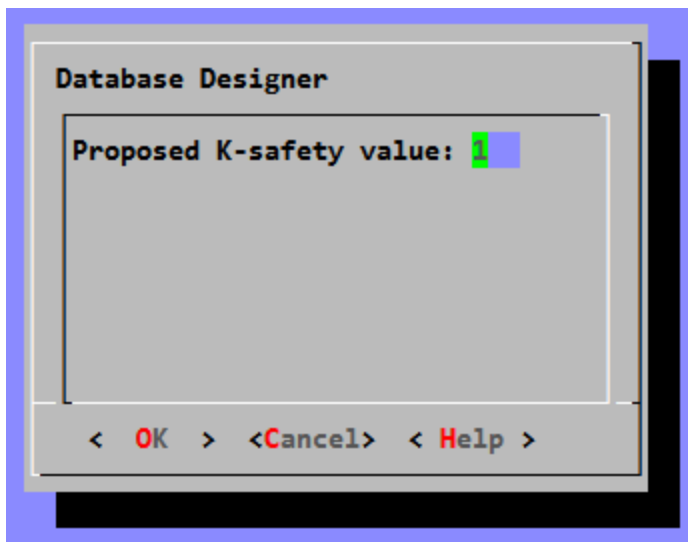 Database Designer
Proposed K-safety value: 1
< OK > <Cancel> < Help >